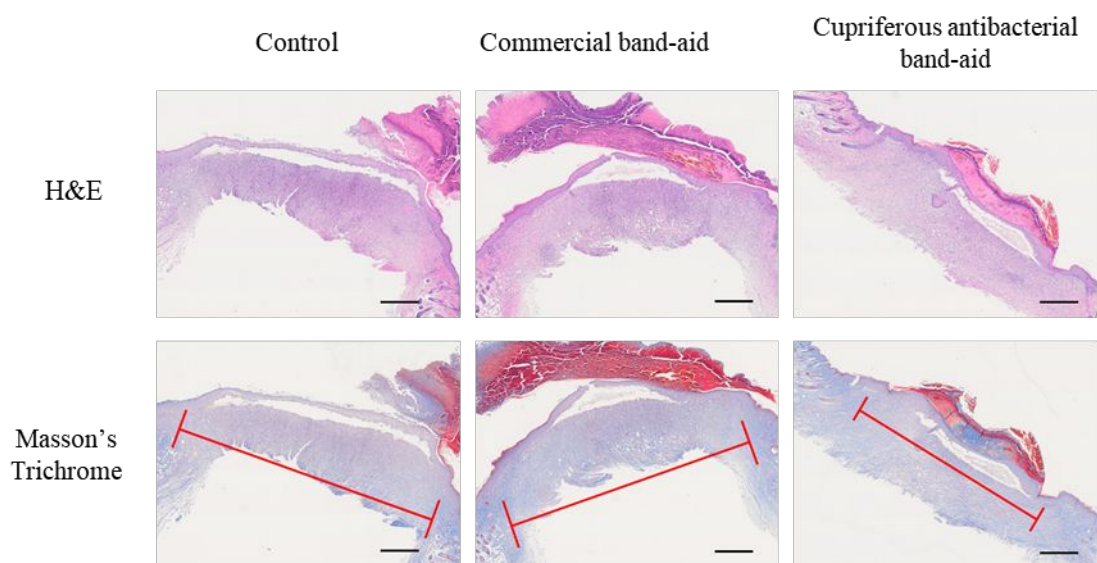 Control
Commercial band-aid
Cupriferous antibacterial
band-aid
H&E
Masson’s
Trichrome